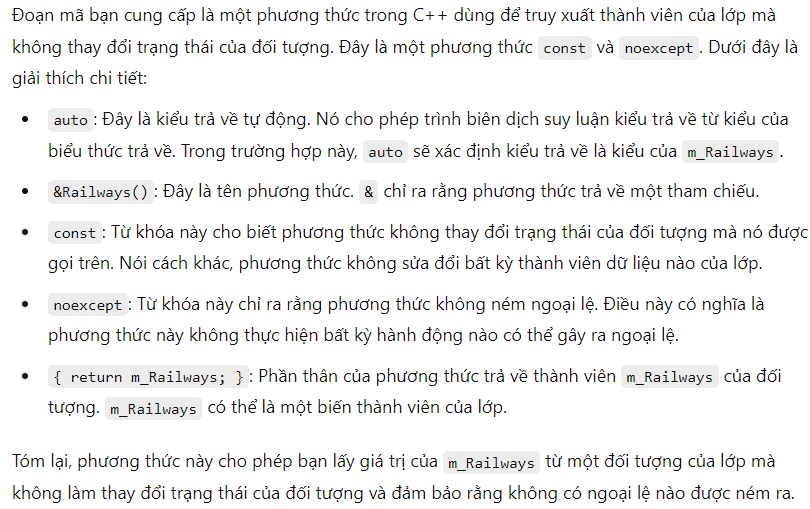 Đoạn mã bạn cung cấp là một phương thức trong C++ dùng để truy xuất thành viên của lớp mà
không thay đổi trạng thái của đối tượng. Đây là một phương thức const và noexcept. Dưới đây là
giải thích chi tiết:
• auto: Đây là kiểu trả về tự động. Nó cho phép trình biên dịch suy luận kiểu trả về từ kiểu của
biểu thức trả về. Trong trường hợp này, auto sẽ xác định kiểu trả về là kiểu của m_Railways.
• &Railways(): Đây là tên phương thức. & chỉ ra rằng phương thức trả về một tham chiếu.
• const: Từ khóa này cho biết phương thức không thay đổi trạng thái của đối tượng mà nó được
gọi trên. Nói cách khác, phương thức không sửa đổi bất kỳ thành viên dữ liệu nào của lớp.
• noexcept: Từ khóa này chỉ ra rằng phương thức không ném ngoại lệ. Điều này có nghĩa là
phương thức này không thực hiện bất kỳ hành động nào có thể gây ra ngoại lệ.
• { return m_Railways; }: Phần thân của phương thức trả về thành viên m_Railways của đối
tượng. m_Railways có thể là một biến thành viên của lớp.
Tóm lại, phương thức này cho phép bạn lấy giá trị của m_Railways từ một đối tượng của lớp mà
không làm thay đổi trạng thái của đối tượng và đảm bảo rằng không có ngoại lệ nào được ném ra.